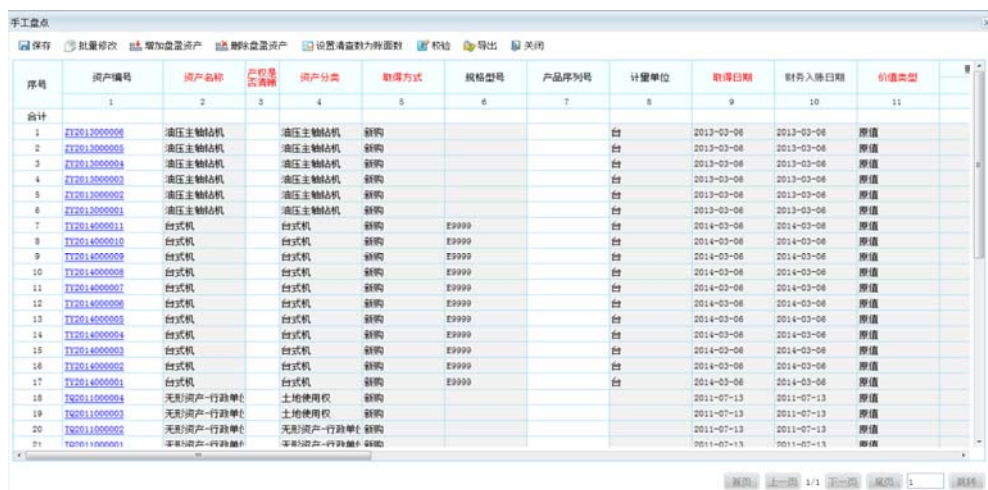 手工盘点
保存 批量修改 增加盘盈资产 删除盘盈资产 设置清查数为账面数 校验 导出 关闭
序号 资产编号 资产名称 产权是否清晰 资产分类 取得方式 规格型号 产品序列号 计量单位 取得日期 财务入账日期 价值类型
1 2 3 4 5 6 7 8 9 10 11
合计
1 ZY2013000006 油压主轴钻机 油压主轴钻机 新购 台 2013-03-06 2013-03-06 原值
2 ZY2013000005 油压主轴钻机 油压主轴钻机 新购 台 2013-03-06 2013-03-06 原值
3 ZY2013000004 油压主轴钻机 油压主轴钻机 新购 台 2013-03-06 2013-03-06 原值
4 ZY2013000003 油压主轴钻机 油压主轴钻机 新购 台 2013-03-06 2013-03-06 原值
5 ZY2013000002 油压主轴钻机 油压主轴钻机 新购 台 2013-03-06 2013-03-06 原值
6 ZY2013000001 油压主轴钻机 油压主轴钻机 新购 台 2013-03-06 2013-03-06 原值
7 TY2014000011 台式机 台式机 新购 E9999 台 2014-03-06 2014-03-06 原值
8 TY2014000010 台式机 台式机 新购 E9999 台 2014-03-06 2014-03-06 原值
9 TY2014000009 台式机 台式机 新购 E9999 台 2014-03-06 2014-03-06 原值
10 TY2014000008 台式机 台式机 新购 E9999 台 2014-03-06 2014-03-06 原值
11 TY2014000007 台式机 台式机 新购 E9999 台 2014-03-06 2014-03-06 原值
12 TY2014000006 台式机 台式机 新购 E9999 台 2014-03-06 2014-03-06 原值
13 TY2014000005 台式机 台式机 新购 E9999 台 2014-03-06 2014-03-06 原值
14 TY2014000004 台式机 台式机 新购 E9999 台 2014-03-06 2014-03-06 原值
15 TY2014000003 台式机 台式机 新购 E9999 台 2014-03-06 2014-03-06 原值
16 TY2014000002 台式机 台式机 新购 E9999 台 2014-03-06 2014-03-06 原值
17 TY2014000001 台式机 台式机 新购 E9999 台 2014-03-06 2014-03-06 原值
18 TQ2011000004 无形资产-行政单位 土地使用权 新购 2011-07-13 2011-07-13 原值
19 TQ2011000003 无形资产-行政单位 土地使用权 新购 2011-07-13 2011-07-13 原值
20 TQ2011000002 无形资产-行政单位 无形资产-行政单位 新购 2011-07-13 2011-07-13 原值
21 TQ2011000001 无形资产-行政单位 无形资产-行政单位 新购 2011-07-13 2011-07-13 原值
首页 上一页 1/1 下一页 尾页 1 跳转